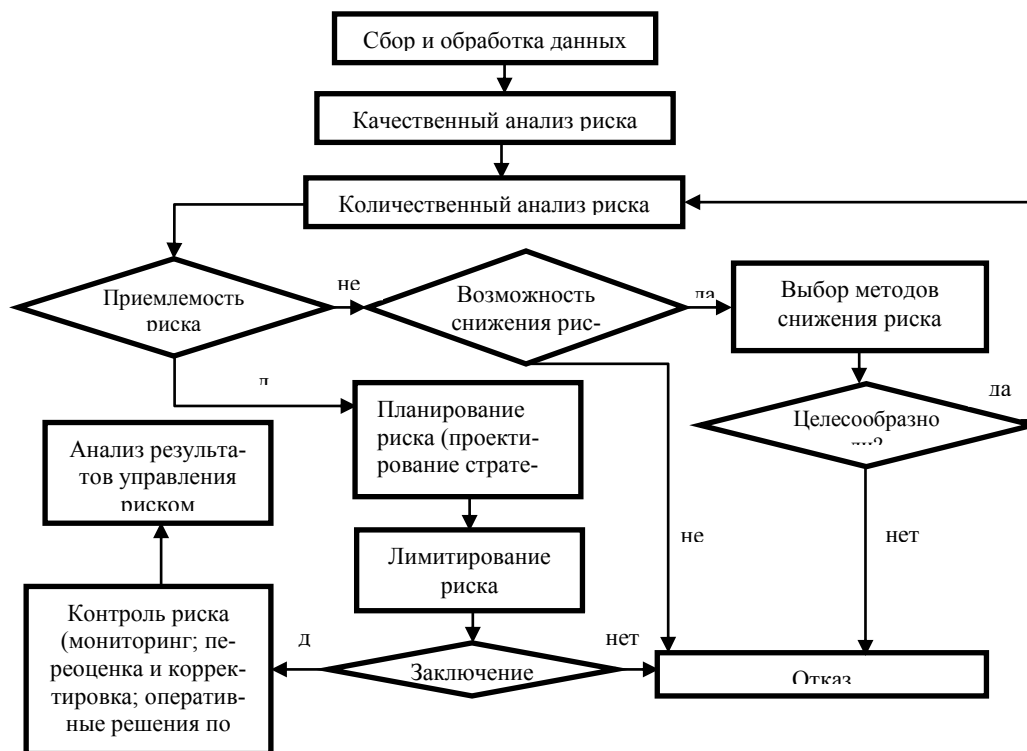 Сбор и обработка данных
Качественный анализ риска
Количественный анализ риска
Приемлемость
риска
не
Возможность
снижения рис-
да
Выбор методов
снижения риска
Целесообразно
ли?
да
нет
не
д
Планирование
риска (проекти-
рование страте-
Лимитирование
риска
Заключение
нет
Отказ
д
Контроль риска
(мониторинг; пе-
реоценка и коррек-
тировка; оператив-
ные решения по
Анализ результа-
тов управления
риском